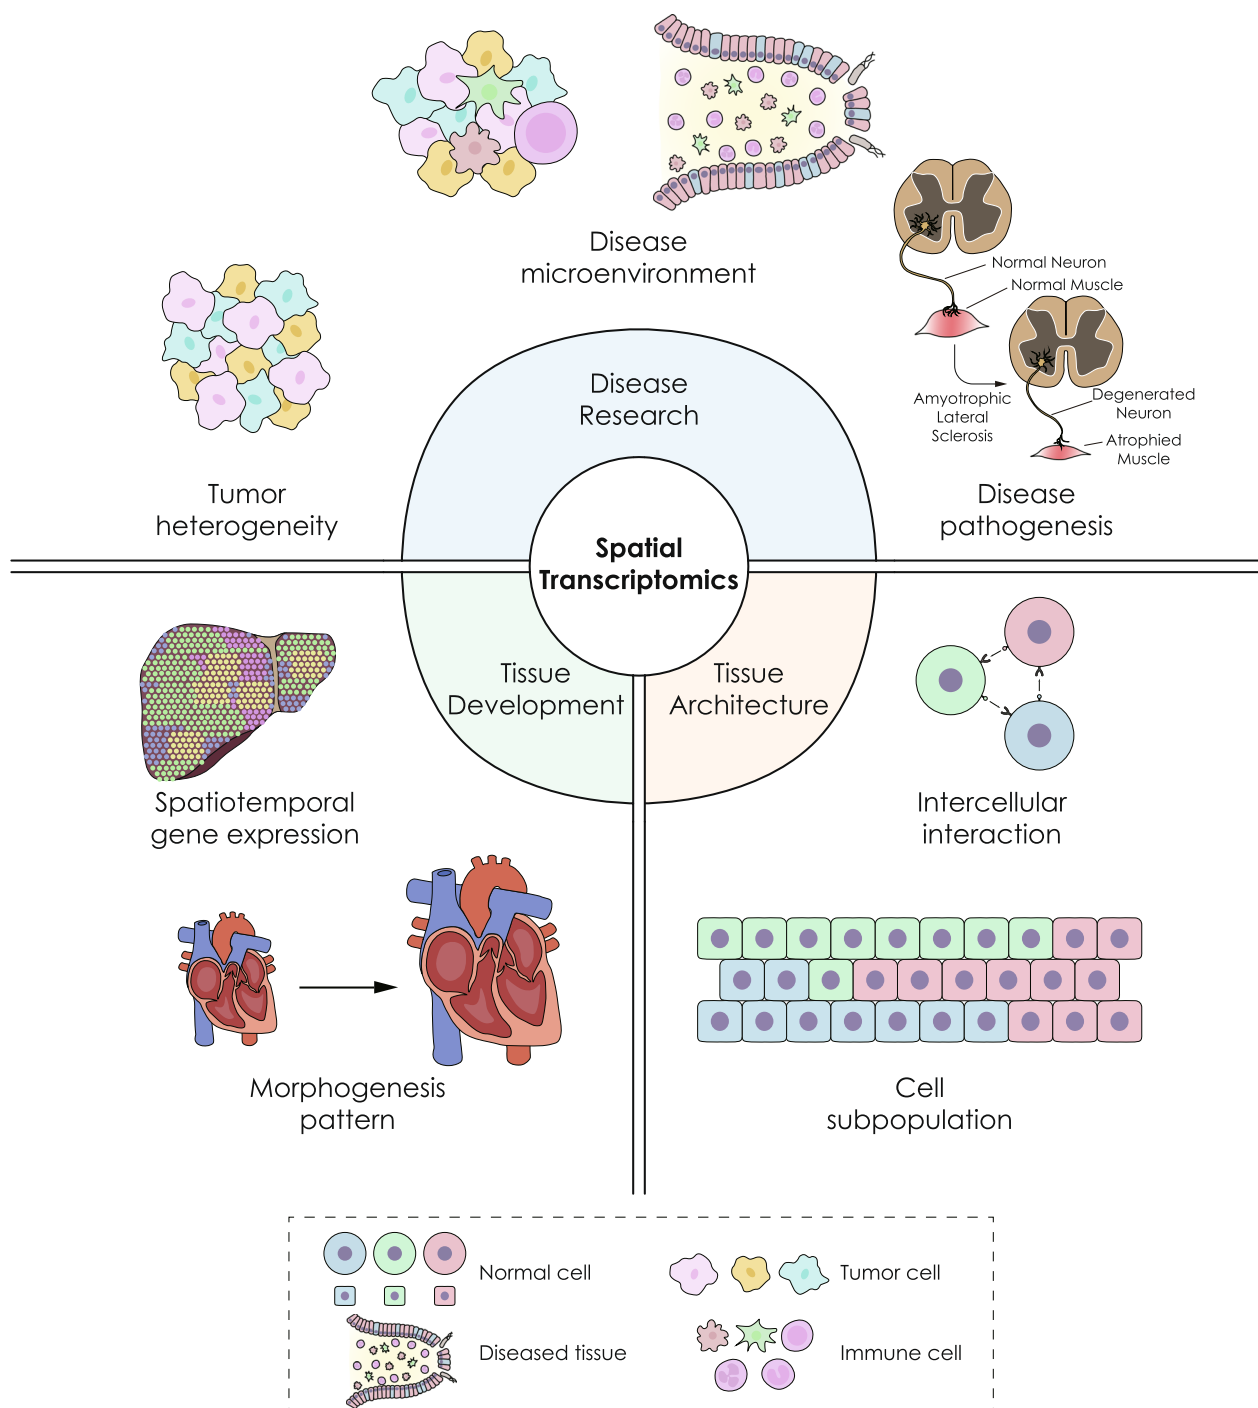 Disease
microenvironment
Normal Neuron
Normal Muscle
Amyotrophic
Lateral
Sclerosis
Degenerated
Neuron
Atrophied
Muscle
Tumor
heterogeneity
Disease
Research
Disease
pathogenesis
Spatial
Transcriptomics
Tissue
Development
Tissue
Architecture
Spatiotemporal
gene expression
Intercellular
interaction
Morphogenesis
pattern
Cell
subpopulation
Normal cell
Tumor cell
Diseased tissue
Immune cell